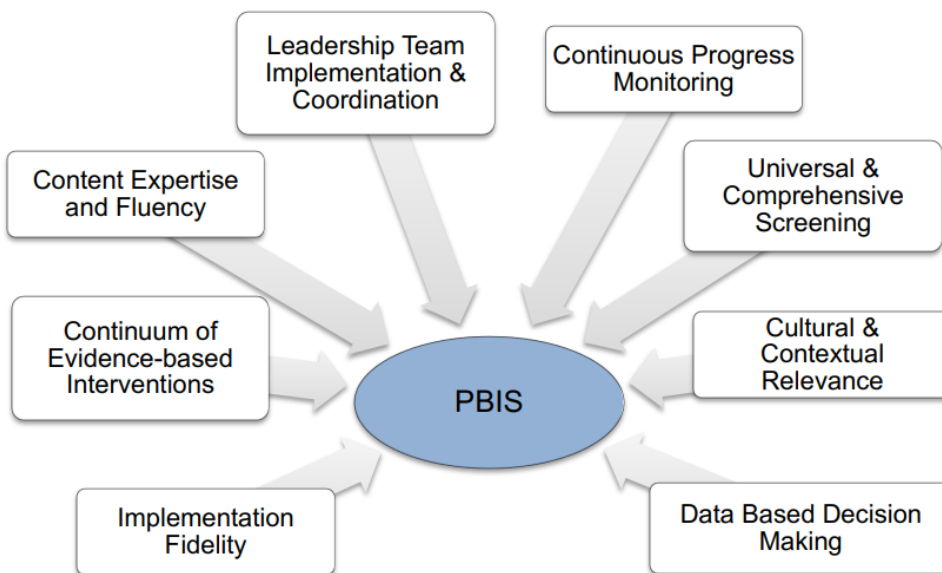 Leadership Team
Implementation &
Coordination
Continuous Progress
Monitoring
Content Expertise
and Fluency
Universal &
Comprehensive
Screening
Continuum of
Evidence-based
Interventions
PBIS
Cultural &
Contextual
Relevance
Implementation
Fidelity
Data Based Decision
Making